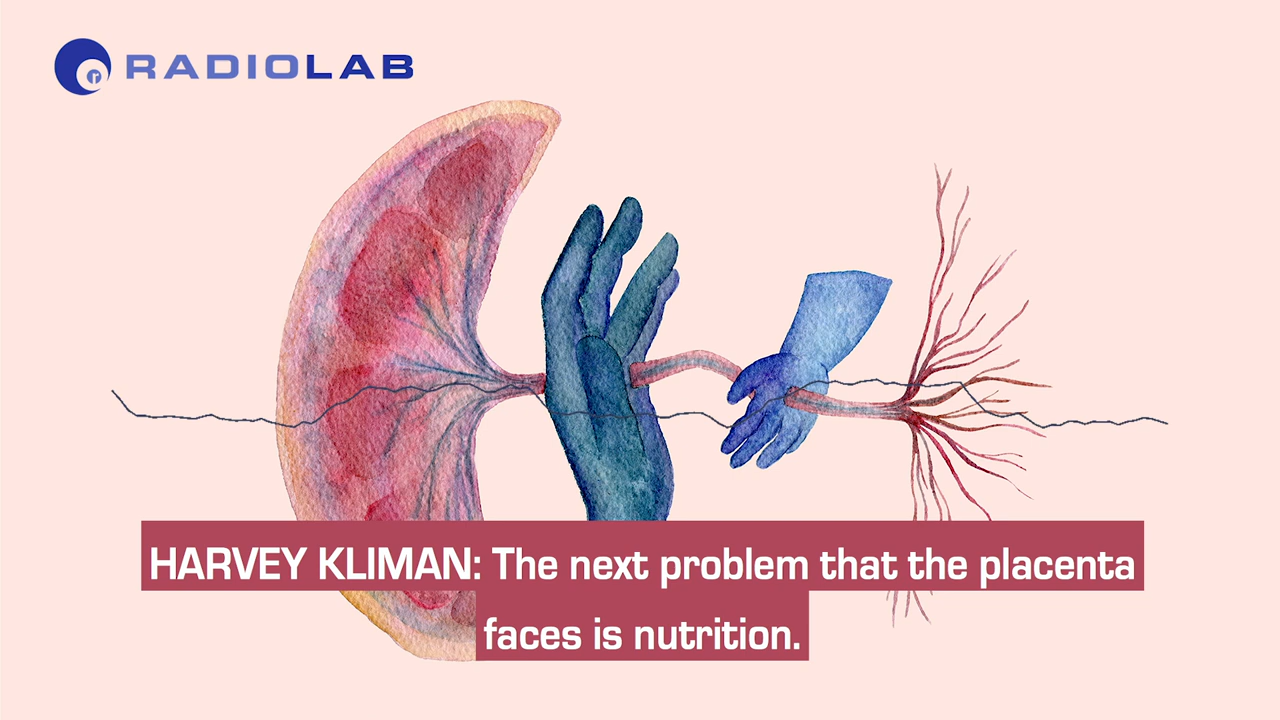 RADIOLAB
HARVEY KLIMAN: The next problem that the placenta
faces is nutrition.